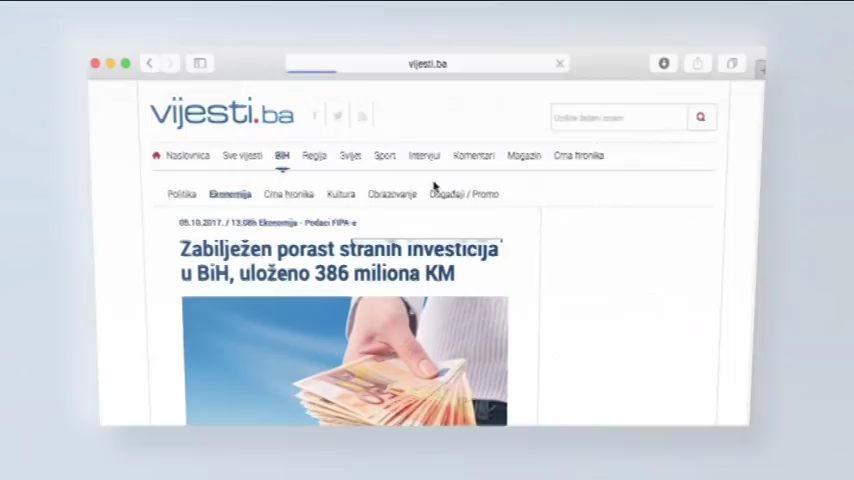 vijesti.ba
vijesti.ba
Naslovnica Sve vijesti BiH Regija Svijet Sport Intervjui Komentari Magazin Crna hronika
Politika Ekonomija Crna hronika Kultura Obrazovanje Događaji / Promo
05.10.2017. / 13:08h Ekonomija - Podaci FIPA-e
Zabilježen porast stranih investicija
u BiH, uloženo 386 miliona KM